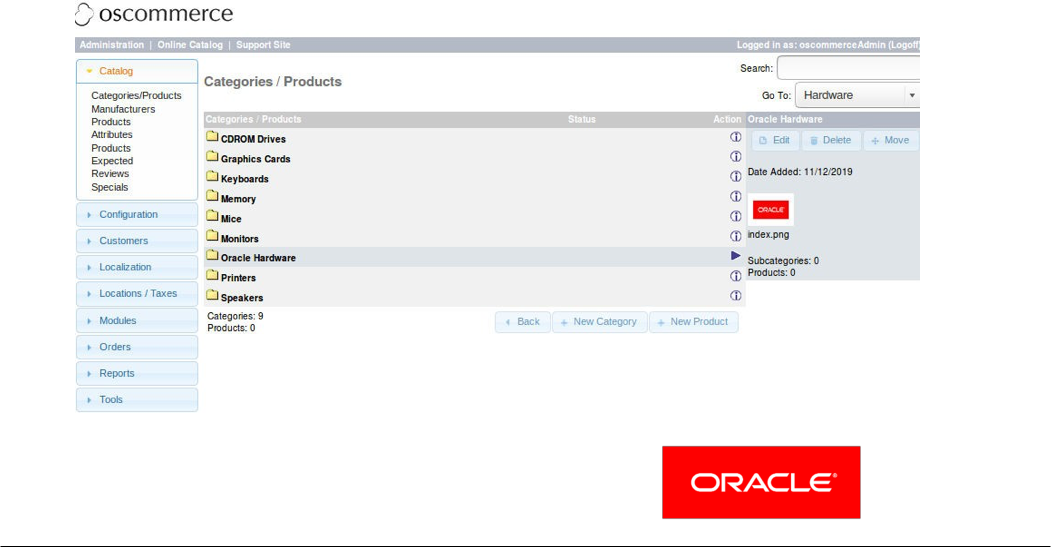 oscommerce
Administration | Online Catalog | Support Site
Logged in as: oscommerceAdmin (Logoff)
Catalog
Categories/Products
Manufacturers
Products
Attributes
Products
Expected
Reviews
Specials
Configuration
Customers
Localization
Locations / Taxes
Modules
Orders
Reports
Tools
Categories / Products
Search:
Go To: Hardware
Categories / Products Status Action
CDROM Drives
Graphics Cards
Keyboards
Memory
Mice
Monitors
Oracle Hardware
Printers
Speakers
Categories: 9
Products: 0
Back New Category New Product
Oracle Hardware
Edit Delete Move
Date Added: 11/12/2019
ORACLE
index.png
Subcategories: 0
Products: 0
ORACLE®